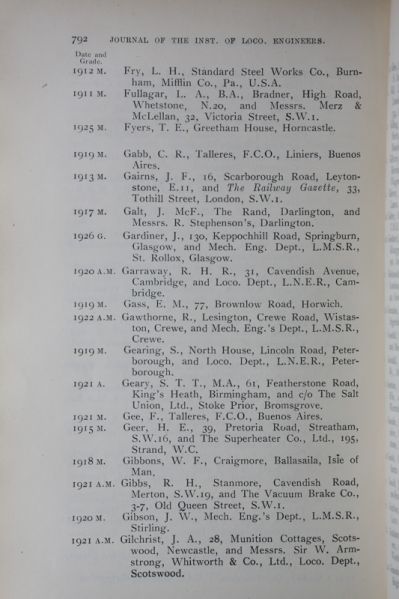 792 JOURNAL OF THE INST. OF LOCO. ENGINEERS.
Date and
Grade.
1912 M. Fry, L. H., Standard Steel Works Co., Burn-
ham, Mifflin Co., Pa., U.S.A.
1911 M. Fullagar, L. A., B.A., Bradner, High Road,
Whetstone, N.20, and Messrs. Merz &
McLellan, 32, Victoria Street, S.W.1.
1925 M. Fyers, T. E., Greetham House, Horncastle.
1919 M. Gabb, C. R., Talleres, F.C.O., Liniers, Buenos
Aires.
1913 M. Gairns, J. F., 16, Scarborough Road, Leyton-
stone, E.11, and The Railway Gazette, 33,
Tothill Street, London, S.W.1.
1917 M. Galt, J. McF., The Rand, Darlington, and
Messrs. R. Stephenson's, Darlington.
1926 G. Gardiner, J., 130, Keppochhill Road, Springburn,
Glasgow, and Mech. Eng. Dept., L.M.S.R.,
St. Rollox, Glasgow.
1920 A.M. Garraway, R. H. R., 31, Cavendish Avenue,
Cambridge, and Loco. Dept., L.N.E.R., Cam-
bridge.
1919 M. Gass, E. M., 77, Brownlow Road, Horwich.
1922 A.M. Gawthorne, R., Lesington, Crewe Road, Wistas-
ton, Crewe, and Mech. Eng.'s Dept., L.M.S.R.,
Crewe.
1919 M. Gearing, S., North House, Lincoln Road, Peter-
borough, and Loco. Dept., L.N.E.R., Peter-
borough.
1921 A. Geary, S. T. T., M.A., 61, Featherstone Road,
King's Heath, Birmingham, and c/o The Salt
Union, Ltd., Stoke Prior, Bromsgrove.
1921 M. Gee, F., Talleres, F.C.O., Buenos Aires.
1915 M. Geer, H. E., 39, Pretoria Road, Streatham,
S.W.16, and The Superheater Co., Ltd., 195,
Strand, W.C.
1918 M. Gibbons, W. F., Craigmore, Ballasaila, Isle of
Man.
1921 A.M. Gibbs, R. H., Stanmore, Cavendish Road,
Merton, S.W.19, and The Vacuum Brake Co.,
3-7, Old Queen Street, S.W.1.
1920 M. Gibson, J. W., Mech. Eng.'s Dept., L.M.S.R.,
Stirling.
1921 A.M. Gilchrist, J. A., 28, Munition Cottages, Scots-
wood, Newcastle, and Messrs. Sir W. Arm-
strong, Whitworth & Co., Ltd., Loco. Dept.,
Scotswood.